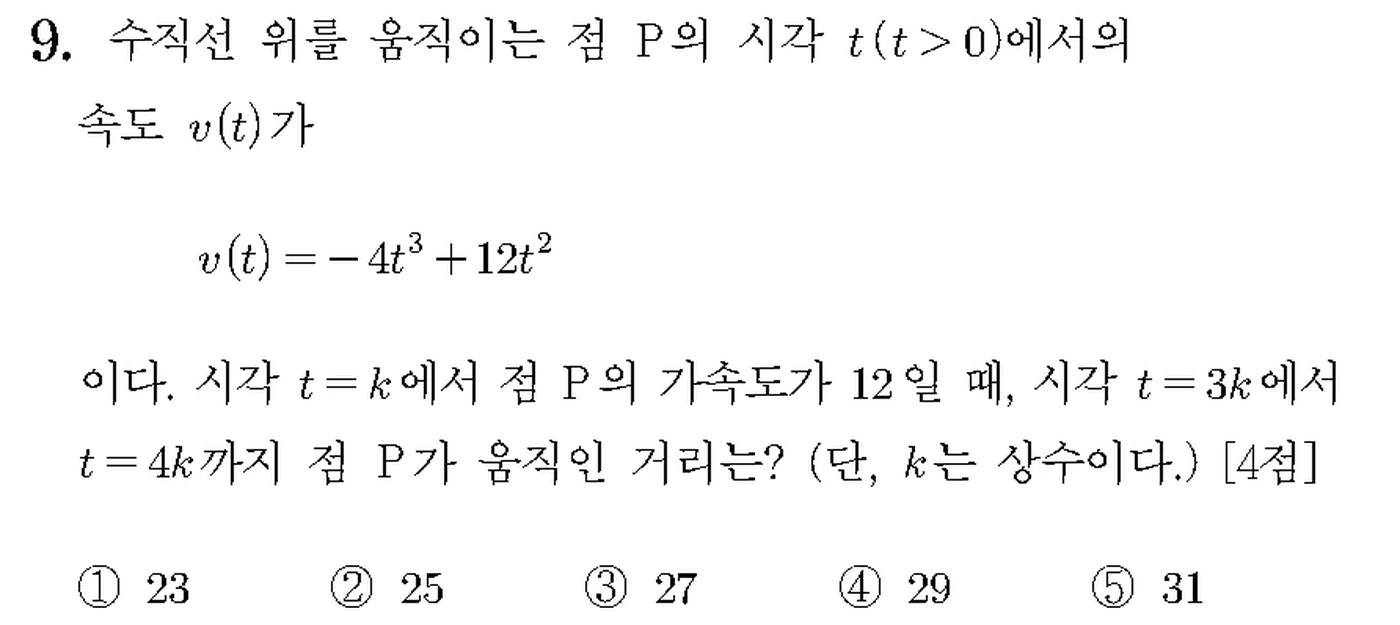 9. 수직선 위를 움직이는 점 P의 시각 t(t > 0)에서의
속도 v(t)가
v(t) = −4t³ + 12t²
이다. 시각 t = k에서 점 P의 가속도가 12일 때, 시각 t = 3k에서
t = 4k까지 점 P가 움직인 거리는? (단, k는 상수이다.) [4점]
① 23 ② 25 ③ 27 ④ 29 ⑤ 31